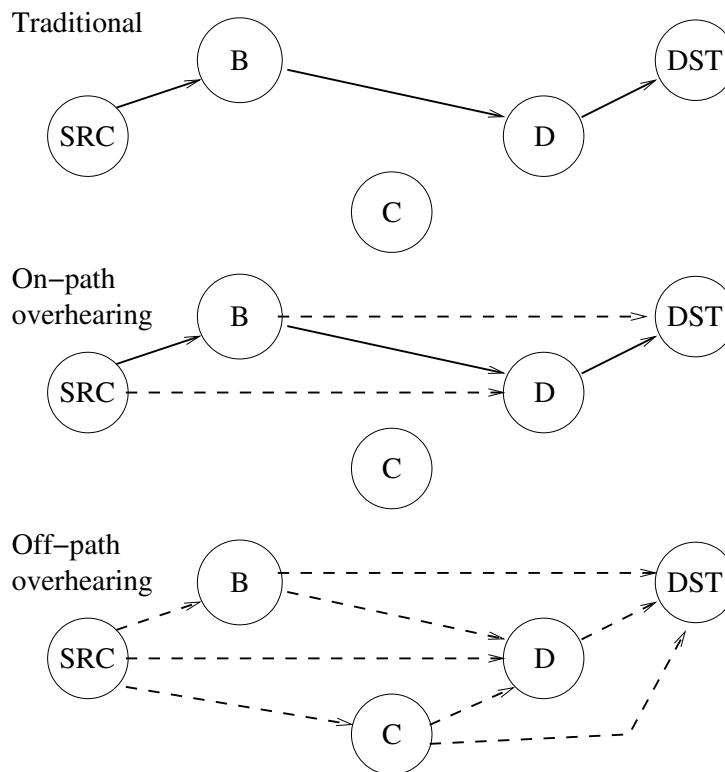 Traditional
B
DST
SRC
D
C
On−path
overhearing
B
DST
SRC
D
C
Off−path
overhearing
B
DST
SRC
D
C